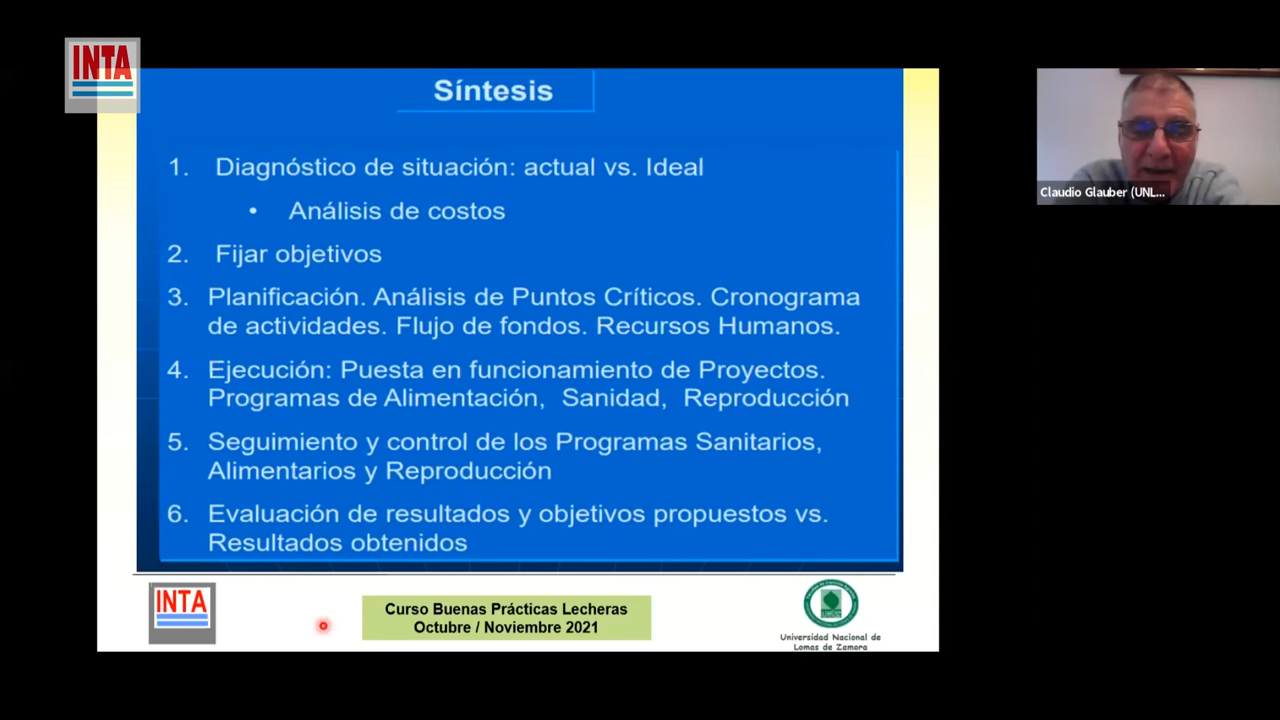 INTA
Síntesis
1. Diagnóstico de situación: actual vs. Ideal
• Análisis de costos
2. Fijar objetivos
3. Planificación. Análisis de Puntos Críticos. Cronograma
de actividades. Flujo de fondos. Recursos Humanos.
4. Ejecución: Puesta en funcionamiento de Proyectos.
Programas de Alimentación, Sanidad, Reproducción
5. Seguimiento y control de los Programas Sanitarios,
Alimentarios y Reproducción
6. Evaluación de resultados y objetivos propuestos vs.
Resultados obtenidos
INTA
Curso Buenas Prácticas Lecheras
Octubre / Noviembre 2021
Universidad Nacional de
Lomas de Zamora
Claudio Glauber (UNL...